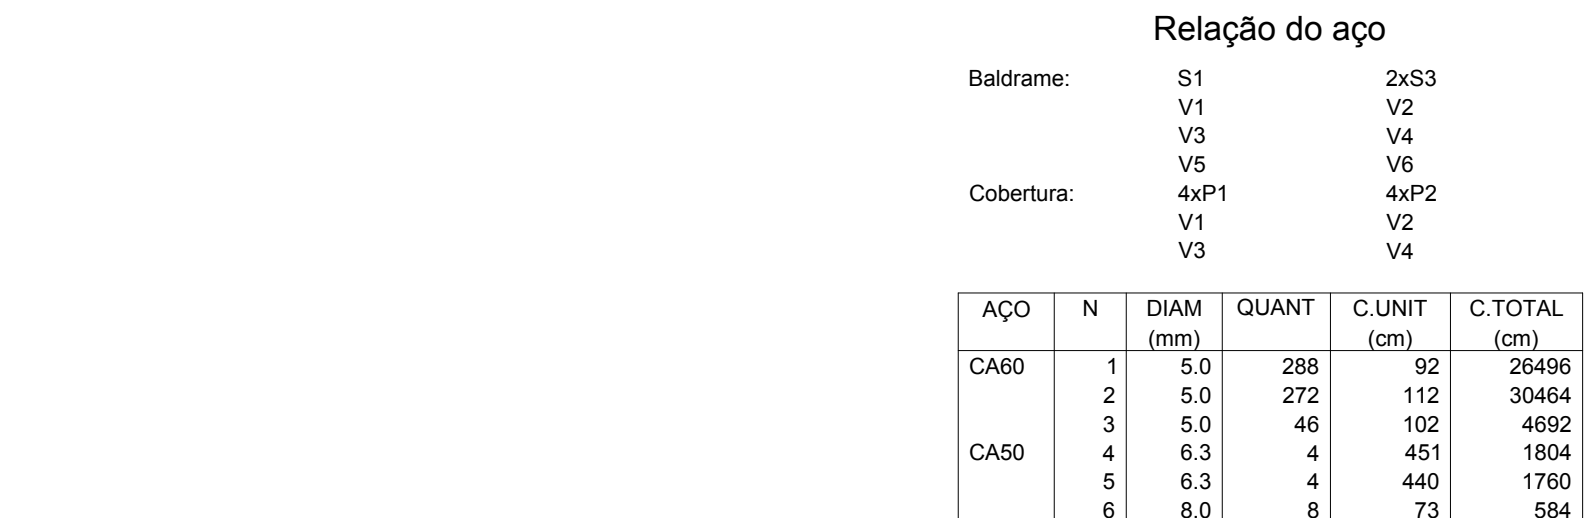 Relação do aço
Baldrame: S1 2xS3
V1 V2
V3 V4
V5 V6
Cobertura: 4xP1 4xP2
V1 V2
V3 V4
AÇO N DIAM QUANT C.UNIT C.TOTAL
(mm) (cm) (cm)
CA60 1 5.0 288 92 26496
2 5.0 272 112 30464
3 5.0 46 102 4692
CA50 4 6.3 4 451 1804
5 6.3 4 440 1760
6 8.0 8 73 584